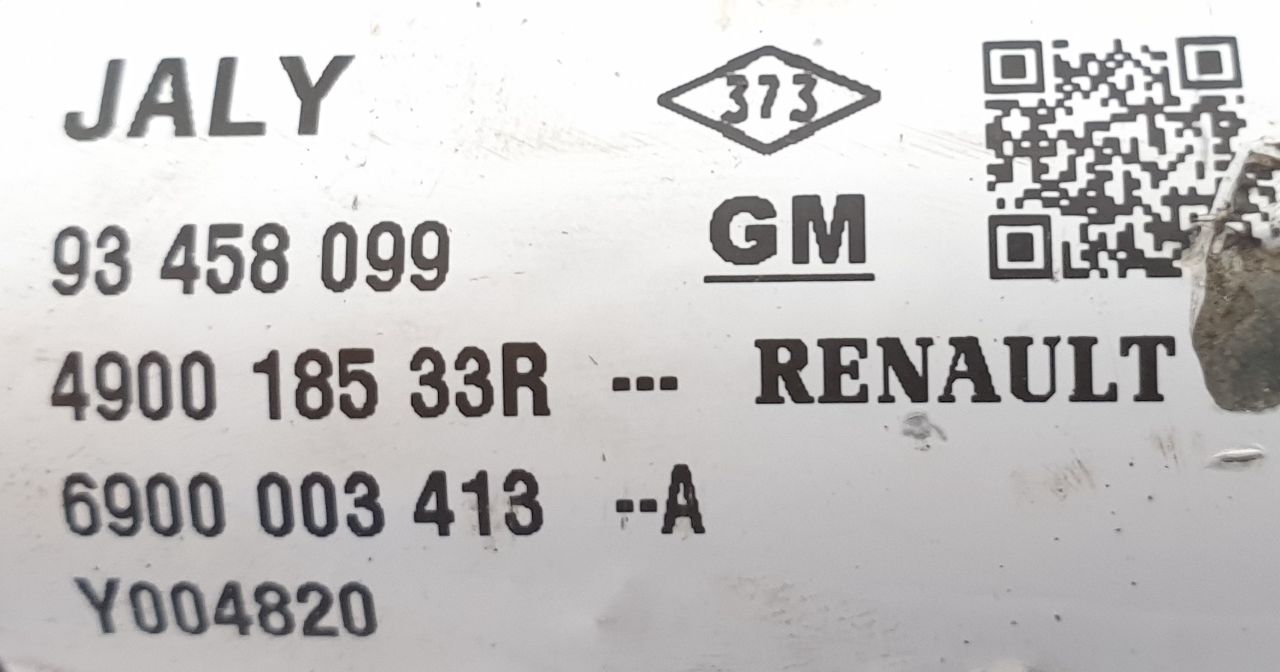 JALY
373
GM
93 458 099
4900 185 33R --- RENAULT
6900 003 413 --A
Y004820